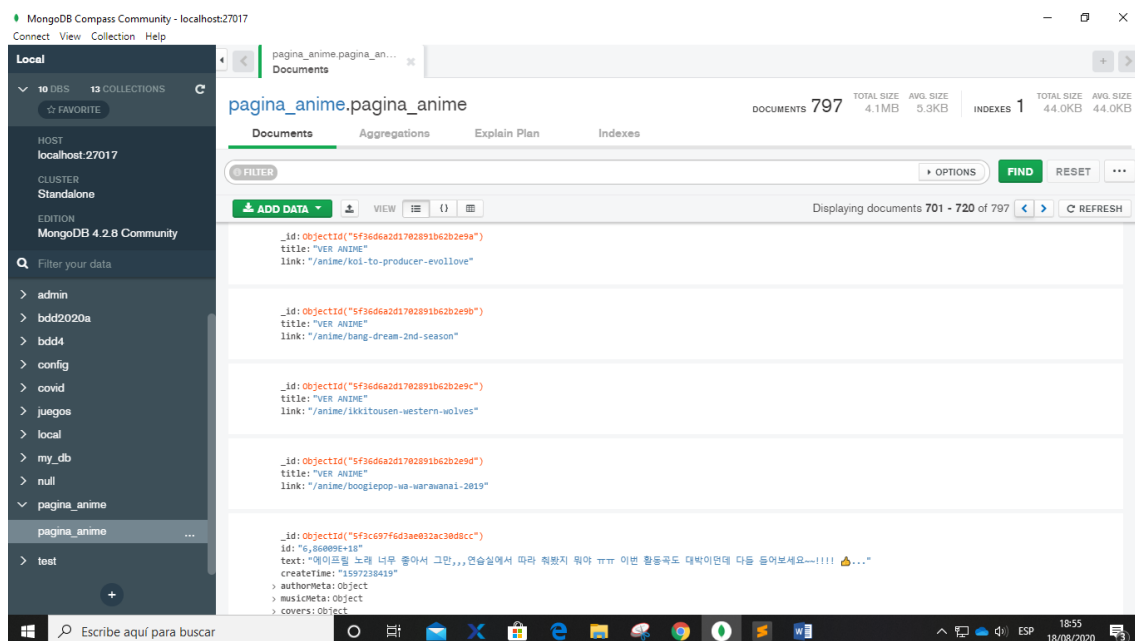 MongoDB Compass Community - localhost:27017
Connect View Collection Help
Local
pagina_anime.pagina_an...
Documents
10 DBS 13 COLLECTIONS
☆ FAVORITE
pagina_anime.pagina_anime
DOCUMENTS 797 TOTAL SIZE 4.1MB AVG. SIZE 5.3KB INDEXES 1 TOTAL SIZE 44.0KB AVG. SIZE 44.0KB
Documents Aggregations Explain Plan Indexes
HOST
localhost:27017
CLUSTER
Standalone
EDITION
MongoDB 4.2.8 Community
FILTER OPTIONS FIND RESET ...
ADD DATA VIEW {} Displaying documents 701 - 720 of 797 < > REFRESH
Filter your data
admin
bdd2020a
bdd4
config
covid
juegos
local
my_db
null
pagina_anime
pagina_anime ...
test
+
_id: ObjectId("5f36d6a2d1702891b62b2e9a")
title: "VER ANIME"
link: "/anime/koi-to-producer-evollove"
_id: ObjectId("5f36d6a2d1702891b62b2e9b")
title: "VER ANIME"
link: "/anime/bang-dream-2nd-season"
_id: ObjectId("5f36d6a2d1702891b62b2e9c")
title: "VER ANIME"
link: "/anime/ikkitousen-western-wolves"
_id: ObjectId("5f36d6a2d1702891b62b2e9d")
title: "VER ANIME"
link: "/anime/boogiepop-wa-warawanai-2019"
_id: ObjectId("5f3c697f6d3ae032ac30d8cc")
id: "6,86009E+18"
text: "에이프릴 노래 너무 좋아서 그만,,,연습실에서 따라 춰봤지 뭐야 ㅠㅠ 이번 활동곡도 대박이던데 다들 들어보세요~~!!!! 👍..."
createTime: "1597238419"
> authorMeta: Object
> musicMeta: Object
> covers: Object
Escribe aquí para buscar
ESP
18:55
18/08/2020
3